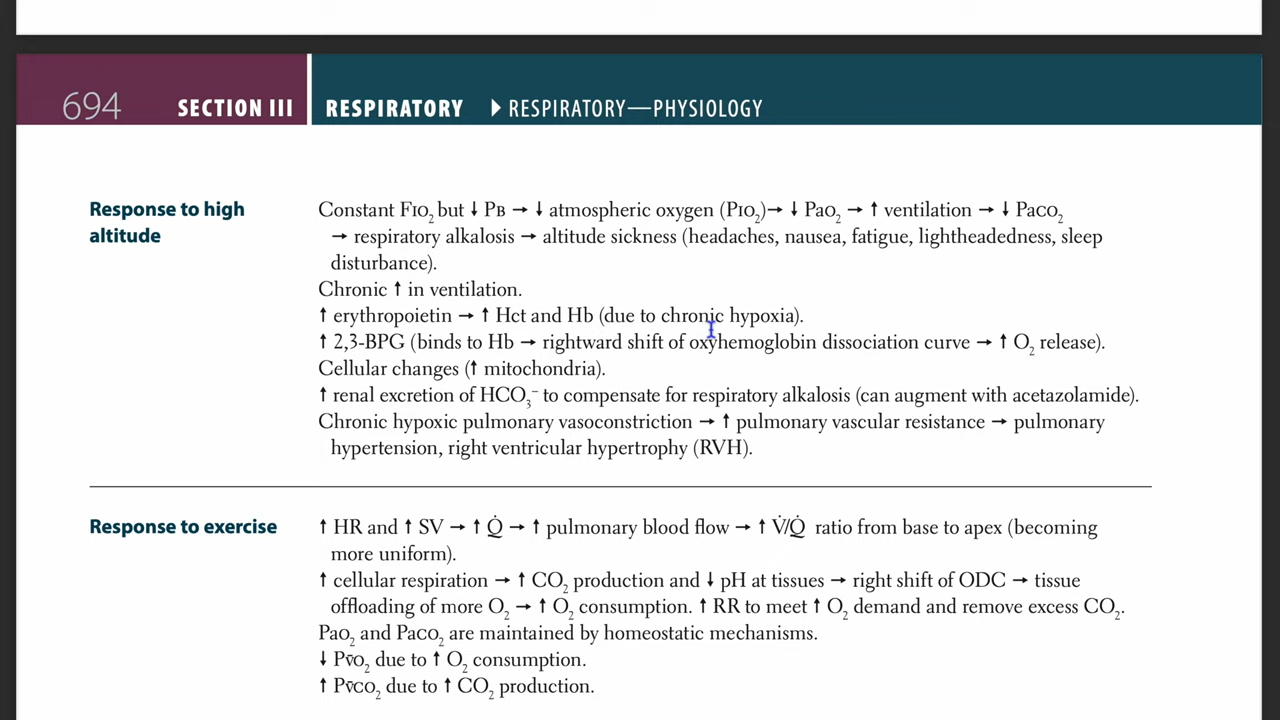 694 SECTION III RESPIRATORY ▶ RESPIRATORY—PHYSIOLOGY
Response to high
altitude
Constant FIO₂ but ↓ PB → ↓ atmospheric oxygen (PIO₂)→ ↓ PaO₂ → ↑ ventilation → ↓ PaCO₂
→ respiratory alkalosis → altitude sickness (headaches, nausea, fatigue, lightheadedness, sleep
disturbance).
Chronic ↑ in ventilation.
↑ erythropoietin → ↑ Hct and Hb (due to chronic hypoxia).
↑ 2,3-BPG (binds to Hb → rightward shift of oxyhemoglobin dissociation curve → ↑ O₂ release).
Cellular changes (↑ mitochondria).
↑ renal excretion of HCO₃⁻ to compensate for respiratory alkalosis (can augment with acetazolamide).
Chronic hypoxic pulmonary vasoconstriction → ↑ pulmonary vascular resistance → pulmonary
hypertension, right ventricular hypertrophy (RVH).
Response to exercise
↑ HR and ↑ SV → ↑ Q̇ → ↑ pulmonary blood flow → ↑ V̇/Q̇ ratio from base to apex (becoming
more uniform).
↑ cellular respiration → ↑ CO₂ production and ↓ pH at tissues → right shift of ODC → tissue
offloading of more O₂ → ↑ O₂ consumption. ↑ RR to meet ↑ O₂ demand and remove excess CO₂.
PaO₂ and PaCO₂ are maintained by homeostatic mechanisms.
↓ Pv̄O₂ due to ↑ O₂ consumption.
↑ Pv̄CO₂ due to ↑ CO₂ production.